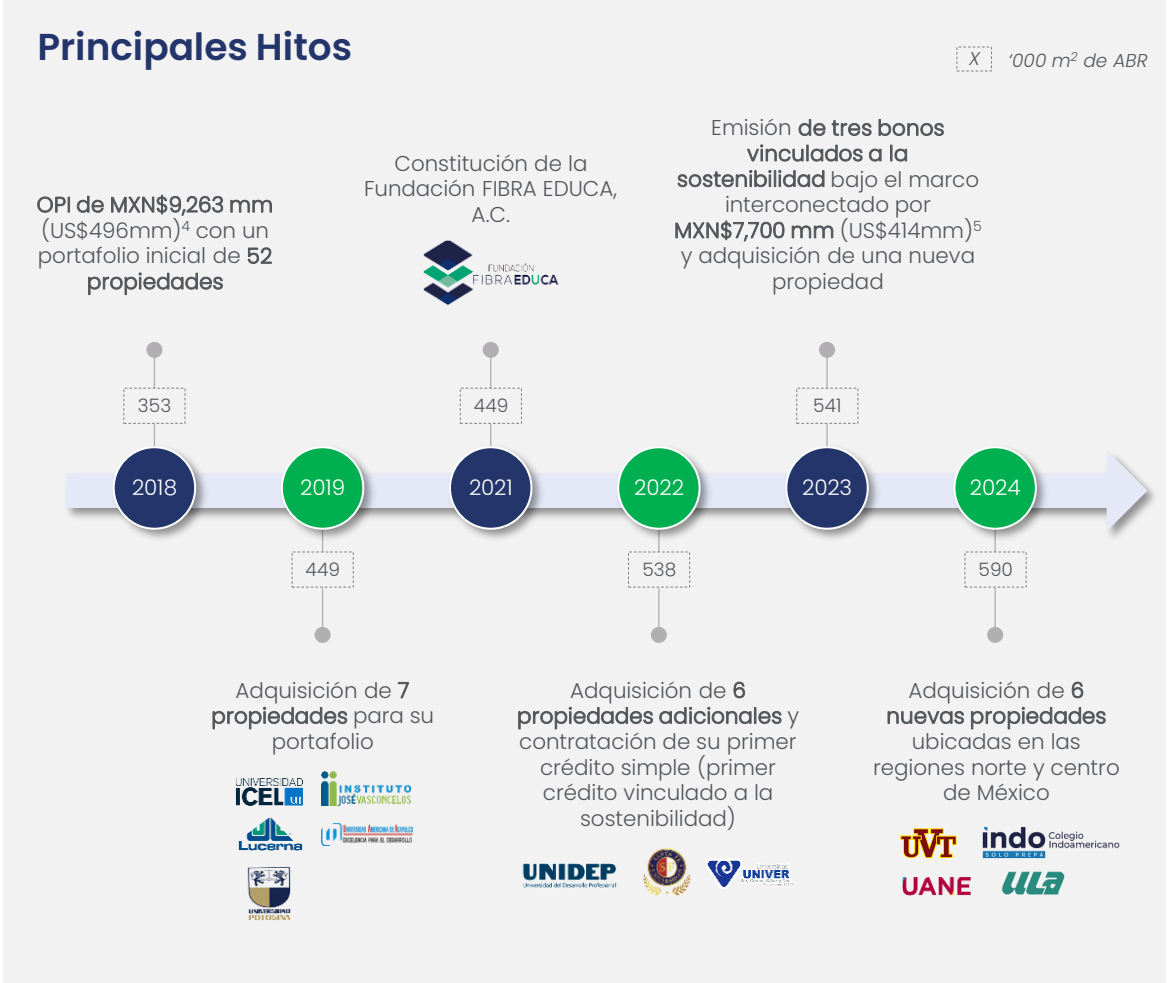 Principales Hitos
X '000 m² de ABR
OPI de MXN$9,263 mm
(US$496mm)⁴ con un
portafolio inicial de 52
propiedades
Constitución de la
Fundación FIBRA EDUCA,
A.C.
FUNDACIÓN
FIBRAEDUCA
Emisión de tres bonos
vinculados a la
sostenibilidad bajo el marco
interconectado por
MXN$7,700 mm (US$414mm)⁵
y adquisición de una nueva
propiedad
353
449
541
2018
2019
2021
2022
2023
2024
449
538
590
Adquisición de 7
propiedades para su
portafolio
UNIVERSIDAD
ICEL
INSTITUTO
JOSÉ VASCONCELOS
Lucerna
UNIVERSIDAD AMERICANA DE ACAPULCO
EXCELENCIA PARA EL DESARROLLO
UNIVERSIDAD
POTOSINA
Adquisición de 6
propiedades adicionales y
contratación de su primer
crédito simple (primer
crédito vinculado a la
sostenibilidad)
UNIDEP
Universidad del Desarrollo Profesional
Universidad
UNIVER
Adquisición de 6
nuevas propiedades
ubicadas en las
regiones norte y centro
de México
UVT
indo Colegio
Indoamericano
SOLO PREPA
UANE
ULA